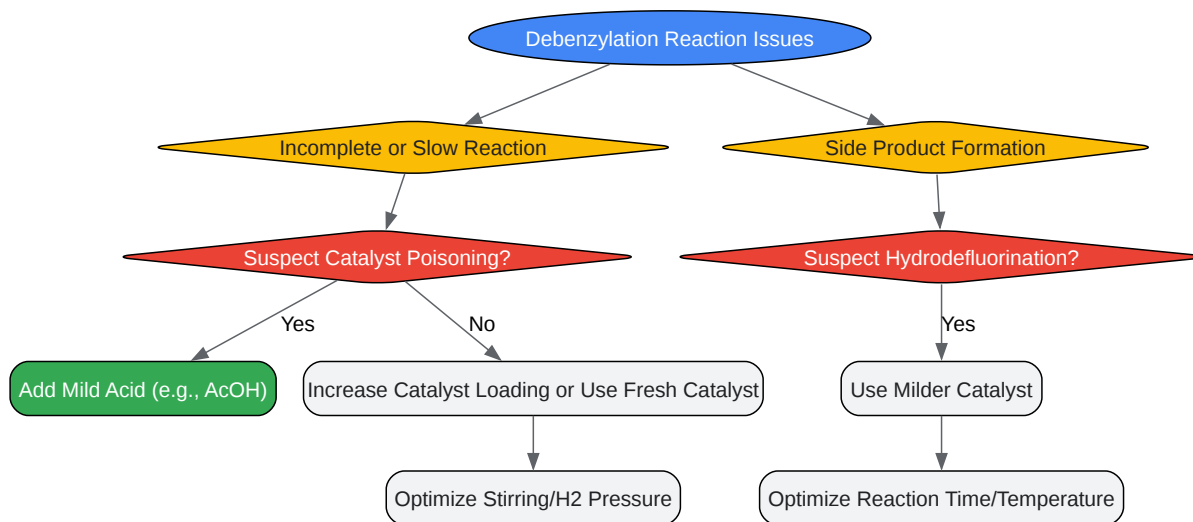 Debenzylation Reaction Issues
Incomplete or Slow Reaction
Side Product Formation
Suspect Catalyst Poisoning?
Suspect Hydrodefluorination?
Yes
No
Yes
Add Mild Acid (e.g., AcOH)
Increase Catalyst Loading or Use Fresh Catalyst
Use Milder Catalyst
Optimize Stirring/H2 Pressure
Optimize Reaction Time/Temperature